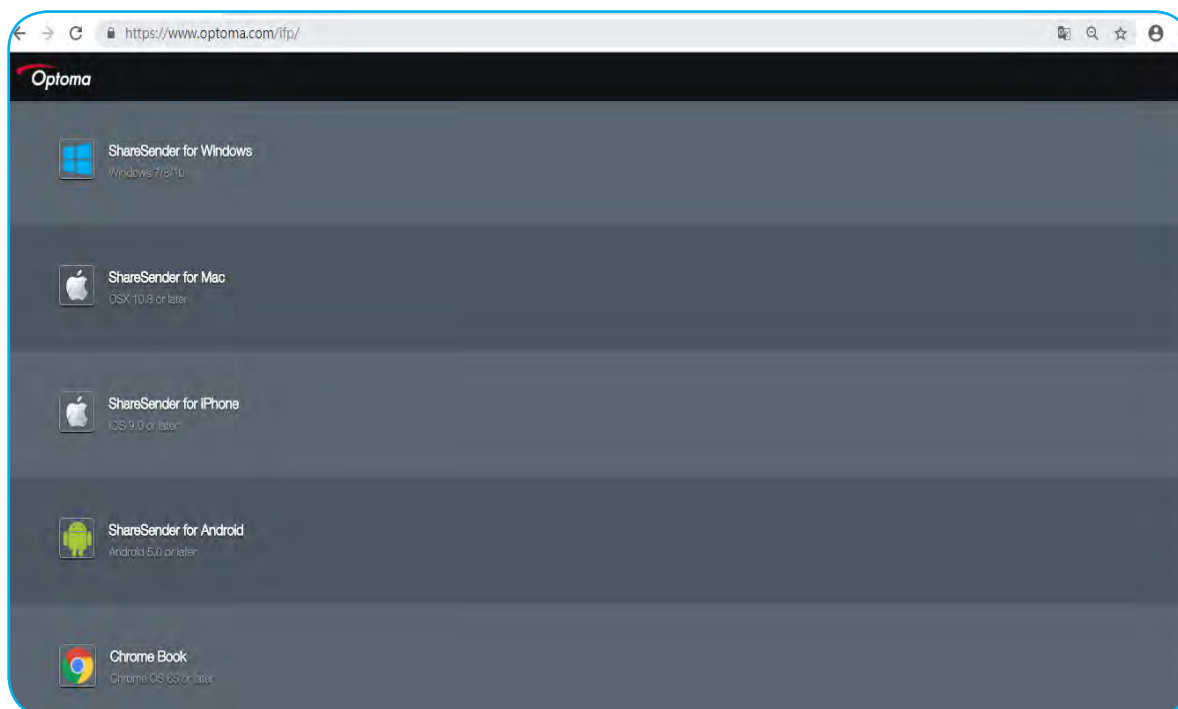 https://www.optoma.com/ifp/
Optoma
ShareSender for Windows
Windows 7/8/10
ShareSender for Mac
OSX 10.8 or later
ShareSender for iPhone
iOS 9.0 or later
ShareSender for Android
Android 5.0 or later
Chrome Book
Chrome OS 65 or later